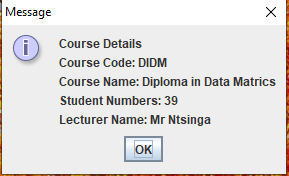 Message
Course Details
Course Code: DIDM
Course Name: Diploma in Data Matrics
Student Numbers: 39
Lecturer Name: Mr Ntsinga
OK